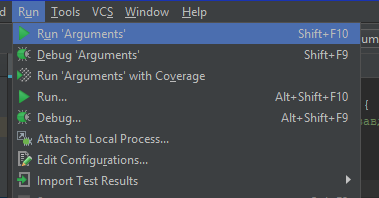 Run Tools VCS Window Help
Run 'Arguments' Shift+F10
Debug 'Arguments' Shift+F9
Run 'Arguments' with Coverage
Run... Alt+Shift+F10
Debug... Alt+Shift+F9
Attach to Local Process...
Edit Configurations...
Import Test Results